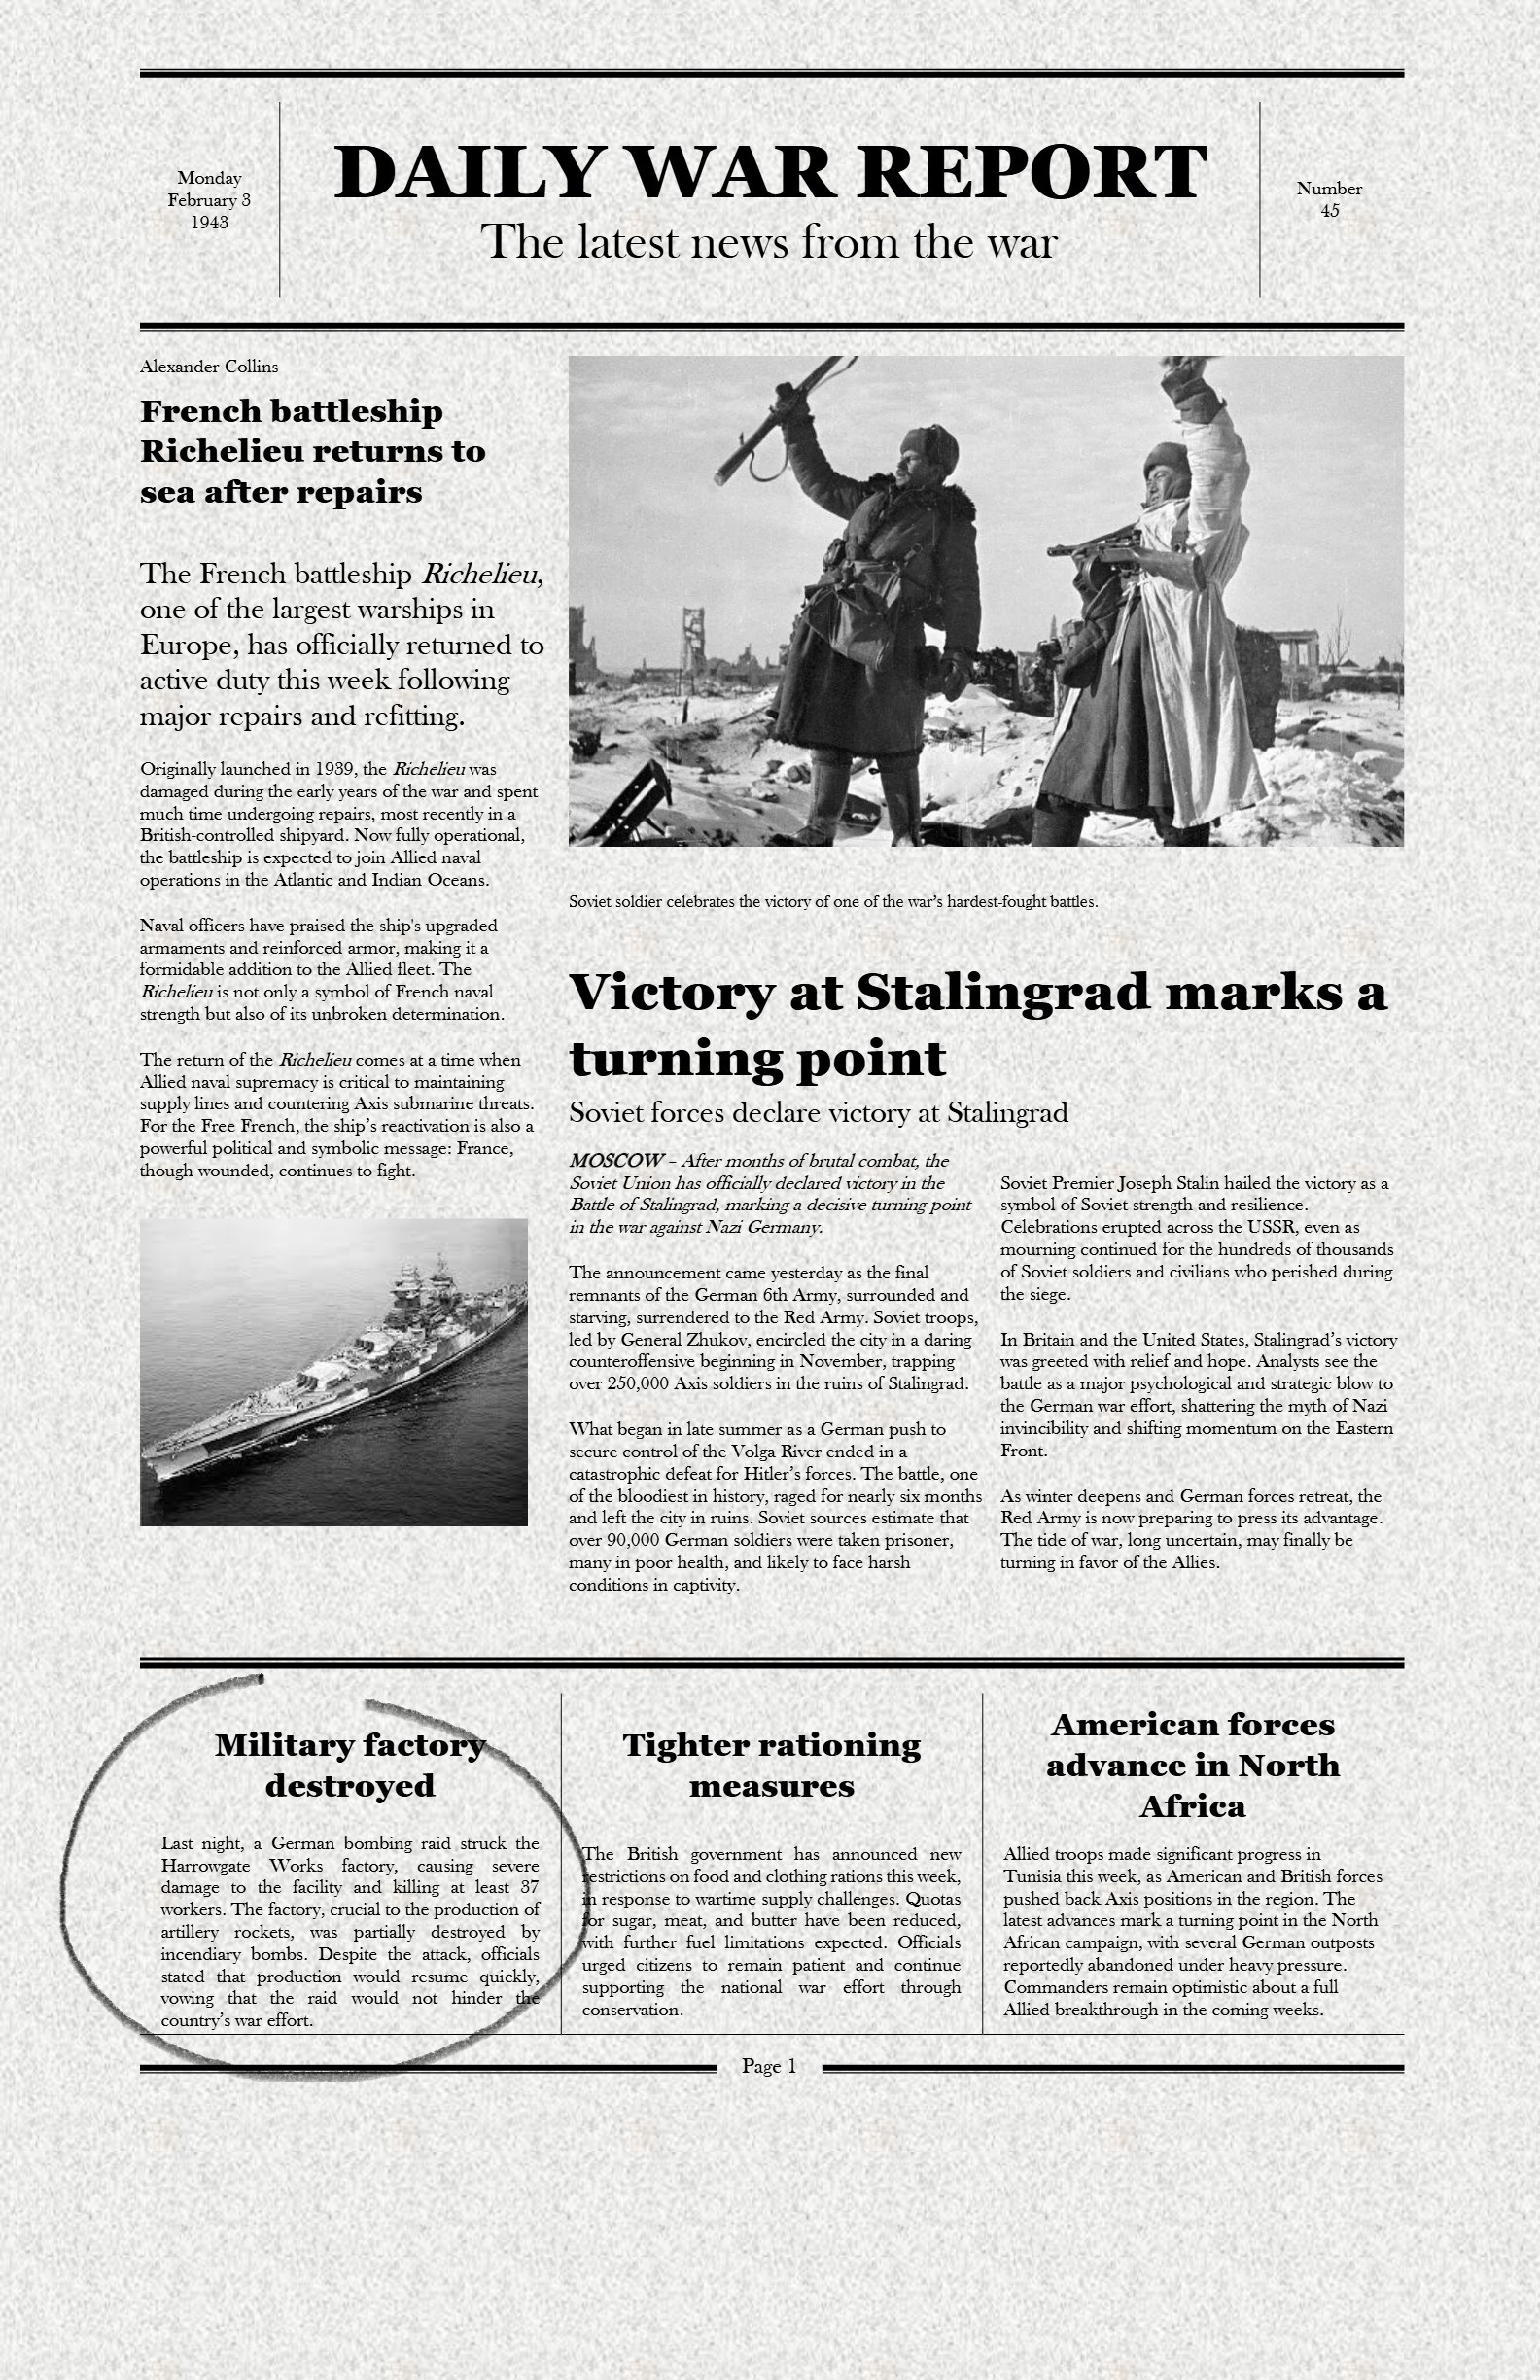 Monday
February 3
1943
DAILY WAR REPORT
The latest news from the war
Number
45
Alexander Collins
French battleship
Richelieu returns to
sea after repairs
The French battleship Richelieu,
one of the largest warships in
Europe, has officially returned to
active duty this week following
major repairs and refitting.
Originally launched in 1939, the Richelieu was
damaged during the early years of the war and spent
much time undergoing repairs, most recently in a
British-controlled shipyard. Now fully operational,
the battleship is expected to join Allied naval
operations in the Atlantic and Indian Oceans.
Naval officers have praised the ship's upgraded
armaments and reinforced armor, making it a
formidable addition to the Allied fleet. The
Richelieu is not only a symbol of French naval
strength but also of its unbroken determination.
The return of the Richelieu comes at a time when
Allied naval supremacy is critical to maintaining
supply lines and countering Axis submarine threats.
For the Free French, the ship’s reactivation is also a
powerful political and symbolic message: France,
though wounded, continues to fight.
Soviet soldier celebrates the victory of one of the war’s hardest-fought battles.
Victory at Stalingrad marks a
turning point
Soviet forces declare victory at Stalingrad
MOSCOW – After months of brutal combat, the
Soviet Union has officially declared victory in the
Battle of Stalingrad, marking a decisive turning point
in the war against Nazi Germany.
The announcement came yesterday as the final
remnants of the German 6th Army, surrounded and
starving, surrendered to the Red Army. Soviet troops,
led by General Zhukov, encircled the city in a daring
counteroffensive beginning in November, trapping
over 250,000 Axis soldiers in the ruins of Stalingrad.
What began in late summer as a German push to
secure control of the Volga River ended in a
catastrophic defeat for Hitler’s forces. The battle, one
of the bloodiest in history, raged for nearly six months
and left the city in ruins. Soviet sources estimate that
over 90,000 German soldiers were taken prisoner,
many in poor health, and likely to face harsh
conditions in captivity.
Soviet Premier Joseph Stalin hailed the victory as a
symbol of Soviet strength and resilience.
Celebrations erupted across the USSR, even as
mourning continued for the hundreds of thousands
of Soviet soldiers and civilians who perished during
the siege.
In Britain and the United States, Stalingrad’s victory
was greeted with relief and hope. Analysts see the
battle as a major psychological and strategic blow to
the German war effort, shattering the myth of Nazi
invincibility and shifting momentum on the Eastern
Front.
As winter deepens and German forces retreat, the
Red Army is now preparing to press its advantage.
The tide of war, long uncertain, may finally be
turning in favor of the Allies.
Military factory
destroyed
Last night, a German bombing raid struck the
Harrowgate Works factory, causing severe
damage to the facility and killing at least 37
workers. The factory, crucial to the production of
artillery rockets, was partially destroyed by
incendiary bombs. Despite the attack, officials
stated that production would resume quickly,
vowing that the raid would not hinder the
country’s war effort.
Tighter rationing
measures
The British government has announced new
restrictions on food and clothing rations this week,
in response to wartime supply challenges. Quotas
for sugar, meat, and butter have been reduced,
with further fuel limitations expected. Officials
urged citizens to remain patient and continue
supporting the national war effort through
conservation.
American forces
advance in North
Africa
Allied troops made significant progress in
Tunisia this week, as American and British forces
pushed back Axis positions in the region. The
latest advances mark a turning point in the North
African campaign, with several German outposts
reportedly abandoned under heavy pressure.
Commanders remain optimistic about a full
Allied breakthrough in the coming weeks.
Page 1